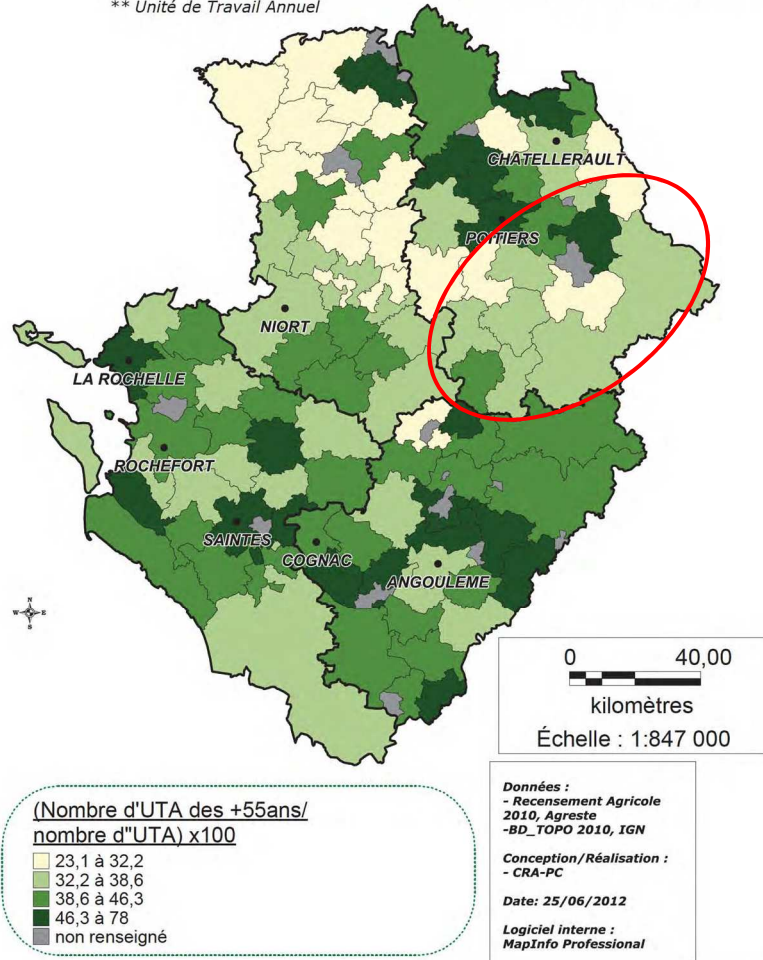 ** Unité de Travail Annuel
CHATELLERAULT
POITIERS
NIORT
LA ROCHELLE
ROCHEFORT
SAINTES
COGNAC
ANGOULEME
N
W E
S
0 40,00
kilomètres
Échelle : 1:847 000
(Nombre d'UTA des +55ans/
nombre d"UTA) x100
23,1 à 32,2
32,2 à 38,6
38,6 à 46,3
46,3 à 78
non renseigné
Données :
- Recensement Agricole
2010, Agreste
-BD_TOPO 2010, IGN
Conception/Réalisation :
- CRA-PC
Date: 25/06/2012
Logiciel interne :
MapInfo Professional